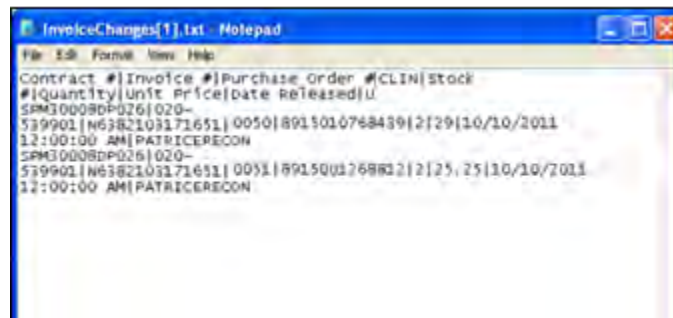 InvoiceChanges[1].txt - Notepad
File Edit Format View Help
Contract #|Invoice #|Purchase Order #|CLIN|Stock
#|Quantity|Unit Price|Date Released|U
SPM30008DP026|020-
539901|N6382103171651| 0050|8915010768439|2|29|10/10/2011
12:00:00 AM|PATRICERECON
SPM30008DP026|020-
539901|N6382103171651| 0051|8915001268812|2|25.25|10/10/2011
12:00:00 AM|PATRICERECON